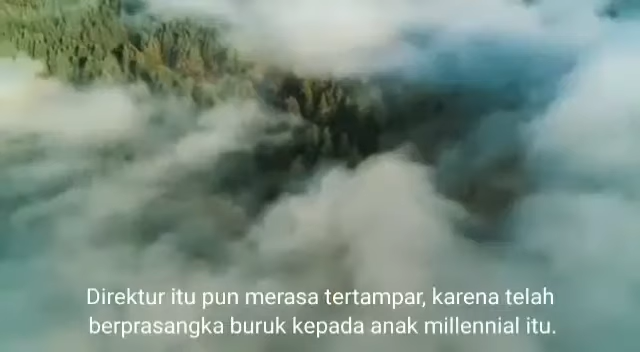 Direktur itu pun merasa tertampar, karena telah
berprasangka buruk kepada anak millennial itu.